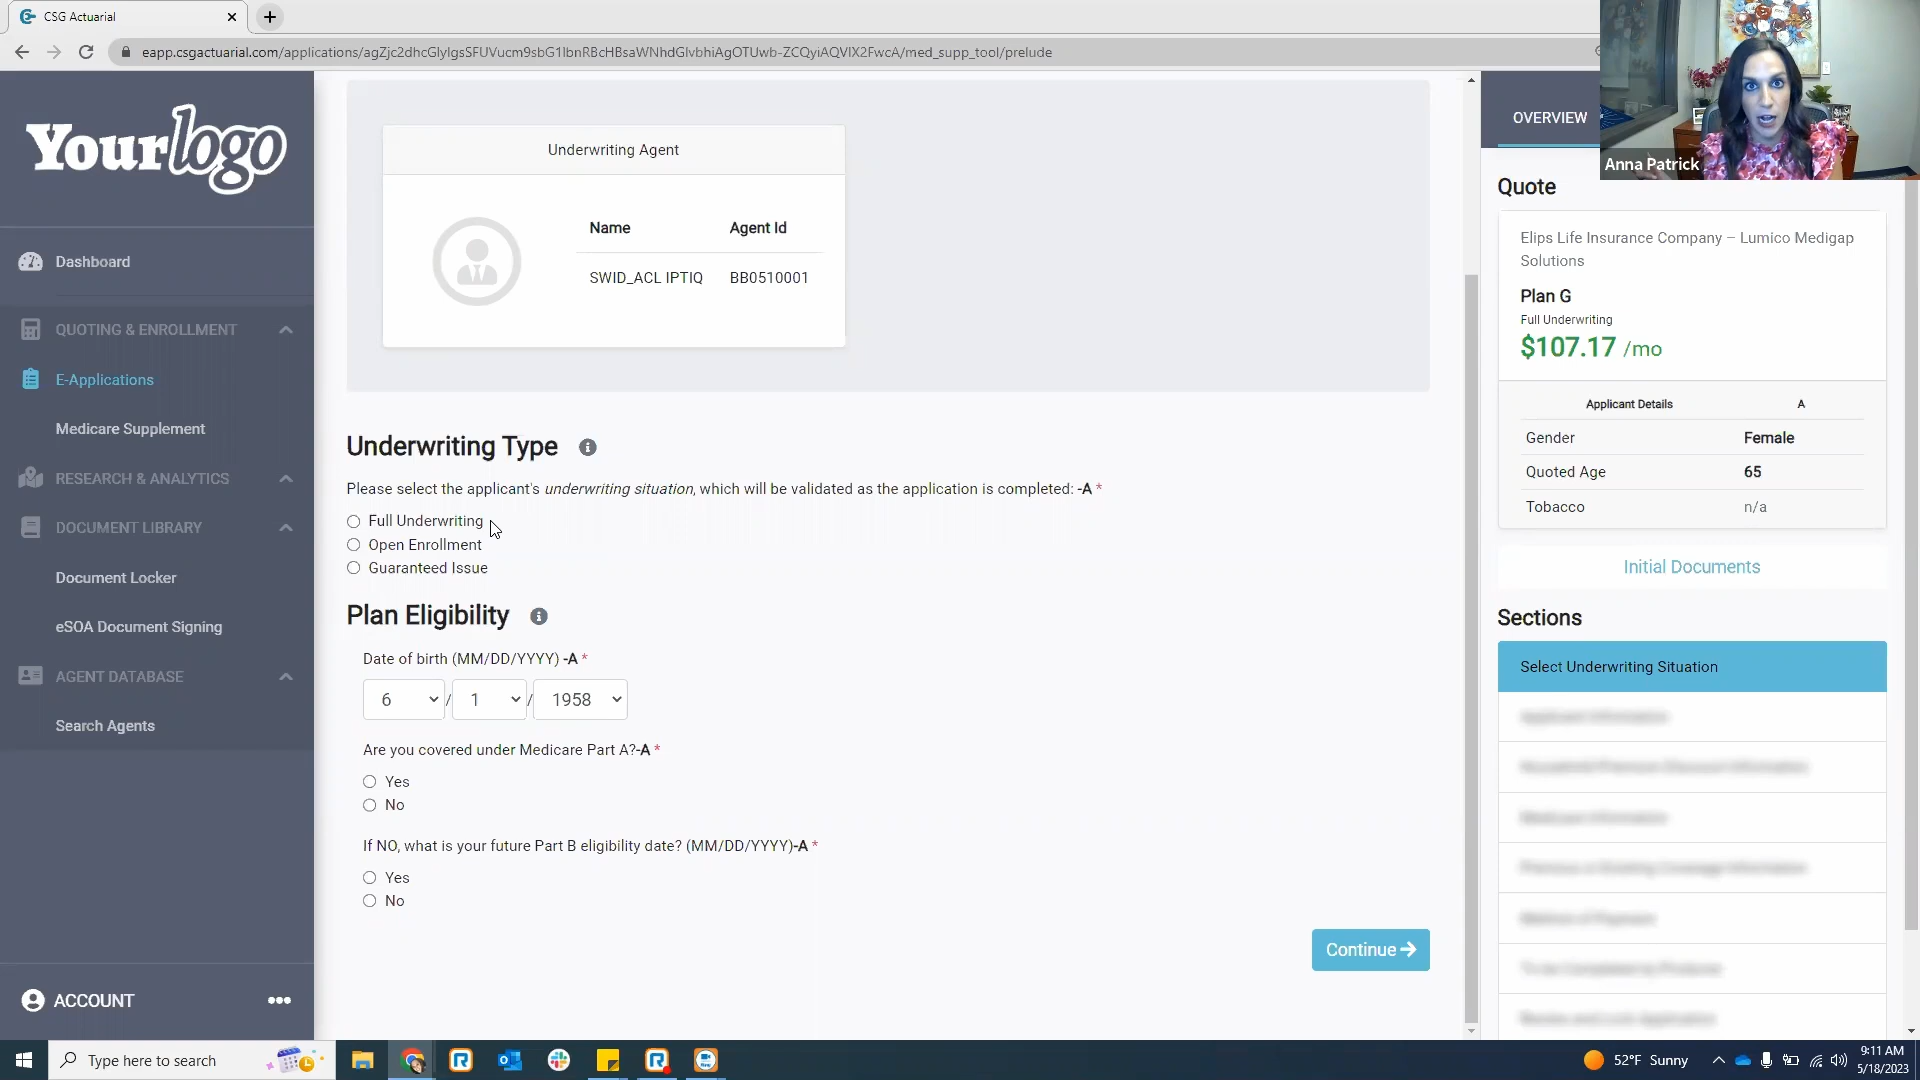 CSG Actuarial
eapp.csgactuarial.com/applications/agZjc2dhcGlyIgsSFUVucm9sbG1lbnRBcHBsaWNhdGlvbhiAgOTUwb-ZCQyiAQVIX2FwcA/med_supp_tool/prelude
Yourlogo
Dashboard
QUOTING & ENROLLMENT
E-Applications
Medicare Supplement
RESEARCH & ANALYTICS
DOCUMENT LIBRARY
Document Locker
eSOA Document Signing
AGENT DATABASE
Search Agents
ACCOUNT
Underwriting Agent
Name Agent Id
SWID_ACL IPTIQ BB0510001
Underwriting Type
Please select the applicant's underwriting situation, which will be validated as the application is completed: -A *
Full Underwriting
Open Enrollment
Guaranteed Issue
Plan Eligibility
Date of birth (MM/DD/YYYY) -A *
6 / 1 / 1958
Are you covered under Medicare Part A?-A *
Yes
No
If NO, what is your future Part B eligibility date? (MM/DD/YYYY)-A *
Yes
No
Continue
OVERVIEW
Anna Patrick
Quote
Elips Life Insurance Company – Lumico Medigap
Solutions
Plan G
Full Underwriting
$107.17 /mo
Applicant Details A
Gender Female
Quoted Age 65
Tobacco n/a
Initial Documents
Sections
Select Underwriting Situation
Type here to search
52°F Sunny
9:11 AM
5/18/2023